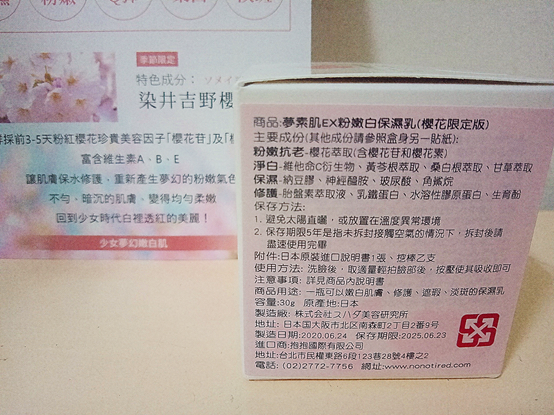 粉嫩
季節限定
特色成分： ソメイ
染井吉野櫻
採前3-5天粉紅櫻花珍貴美容因子「櫻花苷」及「
富含維生素A、B、E
讓肌膚保水修護、重新產生夢幻的粉嫩氣色
不勻、暗沉的肌膚，變得均勻柔嫩
回到少女時代白裡透紅的美麗！
少女夢幻嫩白肌
商品:夢素肌EX粉嫩白保濕乳(櫻花限定版)
主要成份(其他成份請參照盒身另一貼紙):
粉嫩抗老-櫻花萃取(含櫻花苷和櫻花素)
淨白-維他命C衍生物、黃芩根萃取、桑白根萃取、甘草萃取
保濕-納豆膠、神經醯胺、玻尿酸、角鯊烷
修護-胎盤素萃取液、乳鐵蛋白、水溶性膠原蛋白、生育酚
保存方法:
1. 避免太陽直曬，或放置在溫度異常環境
2. 保存期限5年是指未拆封接觸空氣的情況下，拆封後請
盡速使用完畢
附件:日本原裝進口說明書1張、挖棒乙支
使用方法: 洗臉後，取適量輕拍臉部後，按壓使其吸收即可
注意事項: 詳見商品內說明書
商品用途: 一瓶可以嫩白肌膚、修護、遮瑕、淡斑的保濕乳
容量:30g 原產地:日本
製造廠: 株式会社スハダ美容研究所
地址: 日本国大阪市北区南森町2丁目2番9号
製造日期:2020.06.24 保存期限:2025.06.23
進口商:抱抱國際有限公司
地址:台北市民權東路6段123巷28號4樓之2
電話: (02)2772-7756 網址:www.nonotired.com